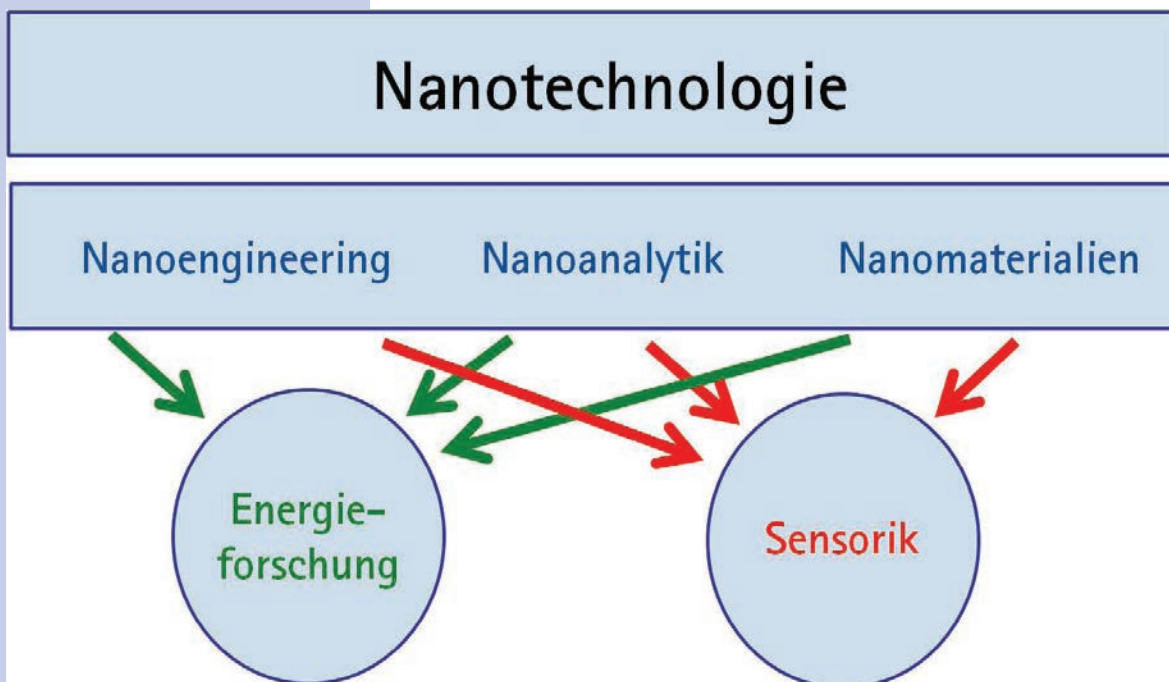 Nanotechnologie
Nanoengineering Nanoanalytik Nanomaterialien
Energie-
forschung
Sensorik